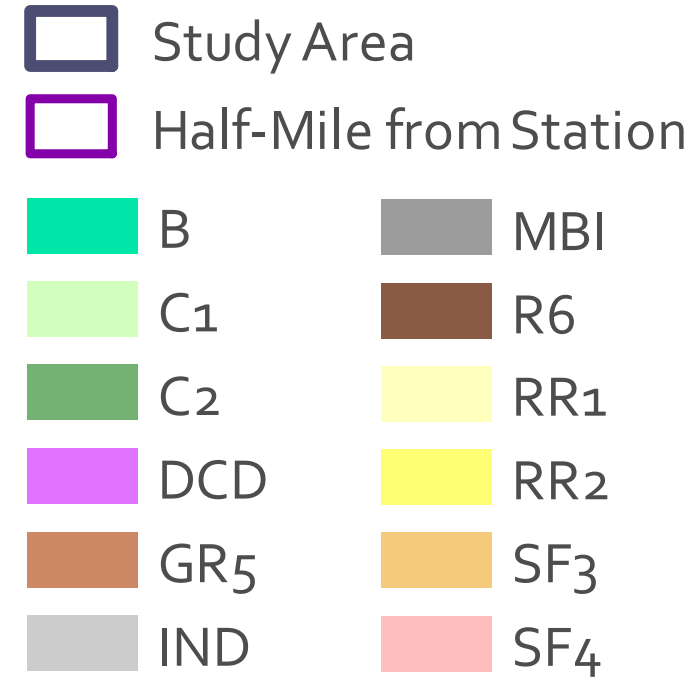 Study Area
Half-Mile from Station
B
C1
C2
DCD
GR5
IND
MBI
R6
RR1
RR2
SF3
SF4